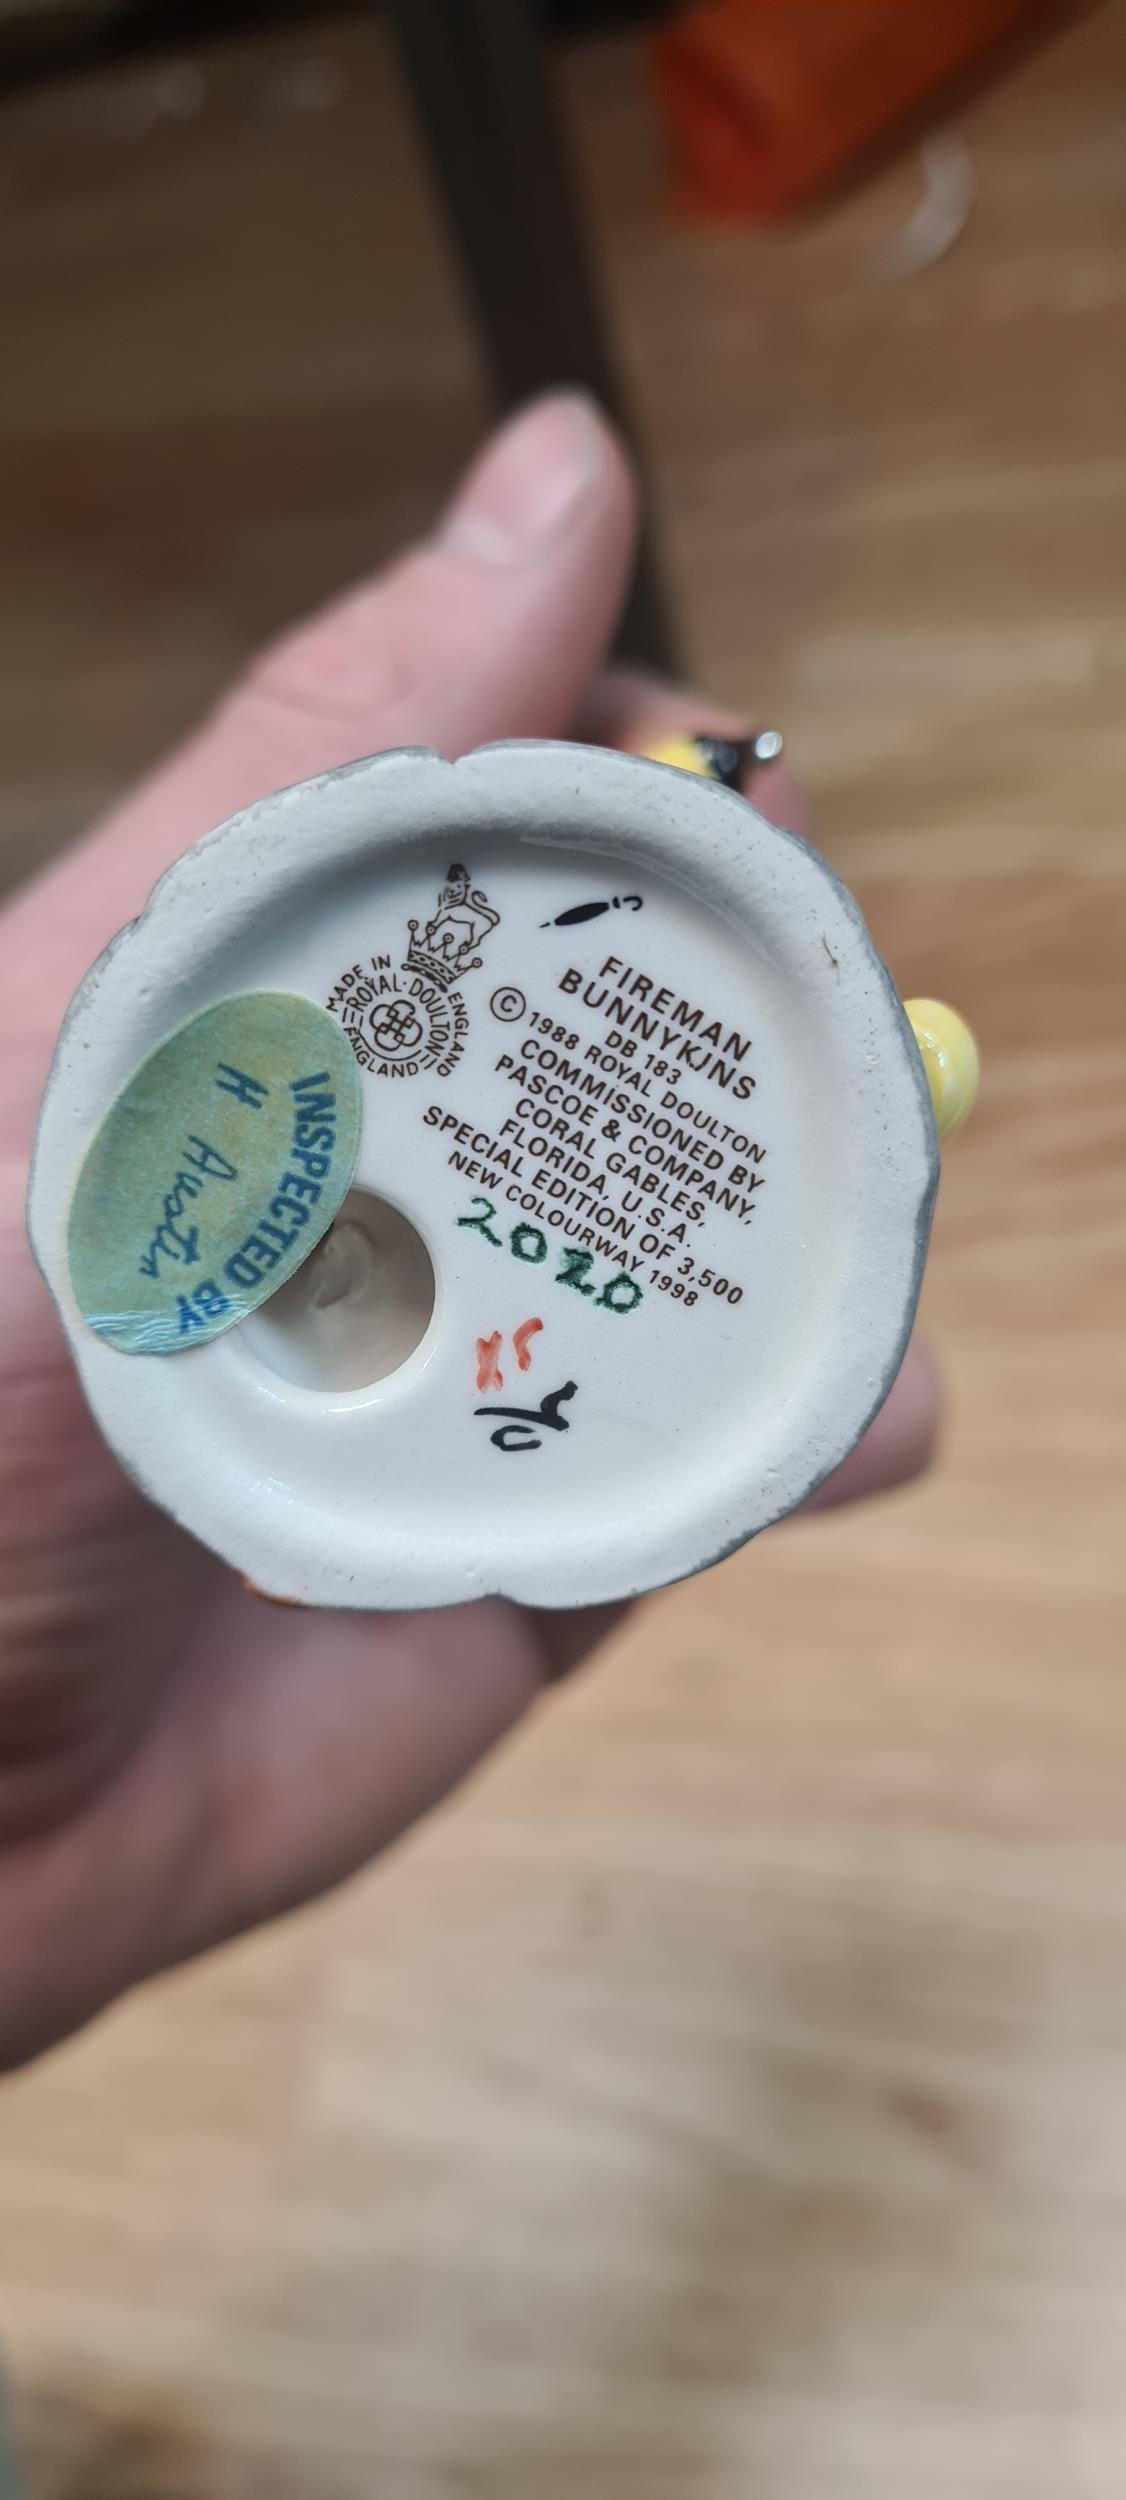 MADE IN ENGLAND
ROYAL·DOULTON
ENGLAND
FIREMAN
BUNNYKJNS
DB 183
© 1988 ROYAL DOULTON
COMMISSIONED BY
PASCOE & COMPANY,
CORAL GABLES,
FLORIDA, U.S.A.
SPECIAL EDITION OF 3,500
NEW COLOURWAY 1998
2020
INSPECTED BY
H Austin